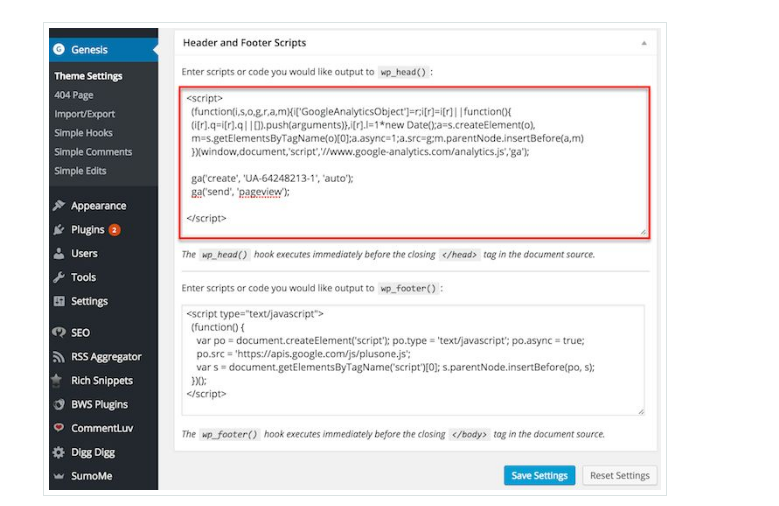 Genesis
Theme Settings
404 Page
Import/Export
Simple Hooks
Simple Comments
Simple Edits
Appearance
Plugins 2
Users
Tools
Settings
SEO
RSS Aggregator
Rich Snippets
BWS Plugins
CommentLuv
Digg Digg
SumoMe
Header and Footer Scripts
Enter scripts or code you would like output to wp_head() :
<script>
(function(i,s,o,g,r,a,m){i['GoogleAnalyticsObject']=r;i[r]=i[r]||function(){
(i[r].q=i[r].q||[]).push(arguments)},i[r].l=1*new Date();a=s.createElement(o),
m=s.getElementsByTagName(o)[0];a.async=1;a.src=g;m.parentNode.insertBefore(a,m)
})(window,document,'script','//www.google-analytics.com/analytics.js','ga');
ga('create', 'UA-64248213-1', 'auto');
ga('send', 'pageview');
</script>
The wp_head() hook executes immediately before the closing </head> tag in the document source.
Enter scripts or code you would like output to wp_footer() :
<script type="text/javascript">
(function() {
var po = document.createElement('script'); po.type = 'text/javascript'; po.async = true;
po.src = 'https://apis.google.com/js/plusone.js';
var s = document.getElementsByTagName('script')[0]; s.parentNode.insertBefore(po, s);
})();
</script>
The wp_footer() hook executes immediately before the closing </body> tag in the document source.
Save Settings
Reset Settings